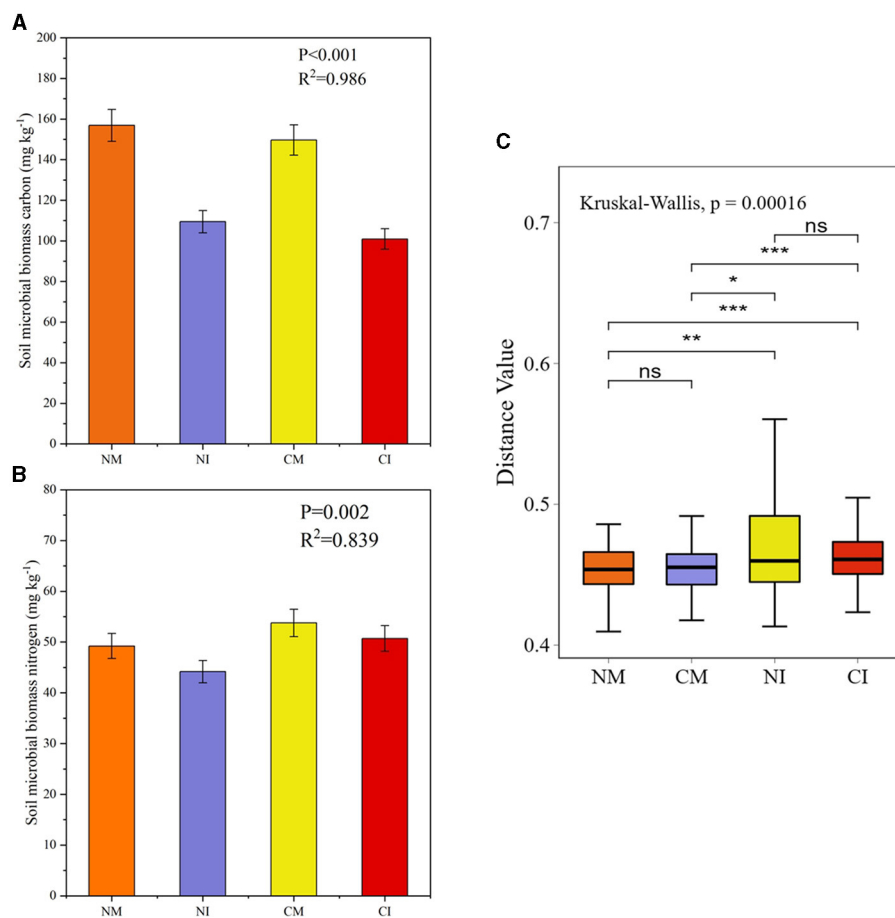 A
200
180
160
140
120
100
80
60
40
20
0
Soil microbial biomass carbon (mg kg⁻¹)
P<0.001
R²=0.986
NM NI CM CI
B
80
70
60
50
40
30
20
10
0
Soil microbial biomass nitrogen (mg kg⁻¹)
P=0.002
R²=0.839
NM NI CM CI
C
Distance Value
0.7
0.6
0.5
0.4
Kruskal-Wallis, p = 0.00016
ns
***
*
***
**
ns
NM CM NI CI